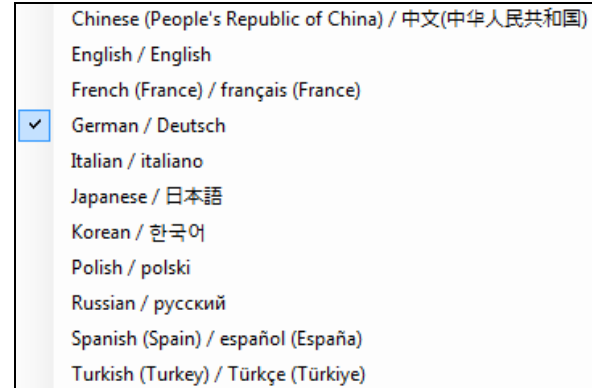 Chinese (People's Republic of China) / 中文(中华人民共和国)
English / English
French (France) / français (France)
German / Deutsch
Italian / italiano
Japanese / 日本語
Korean / 한국어
Polish / polski
Russian / русский
Spanish (Spain) / español (España)
Turkish (Turkey) / Türkçe (Türkiye)